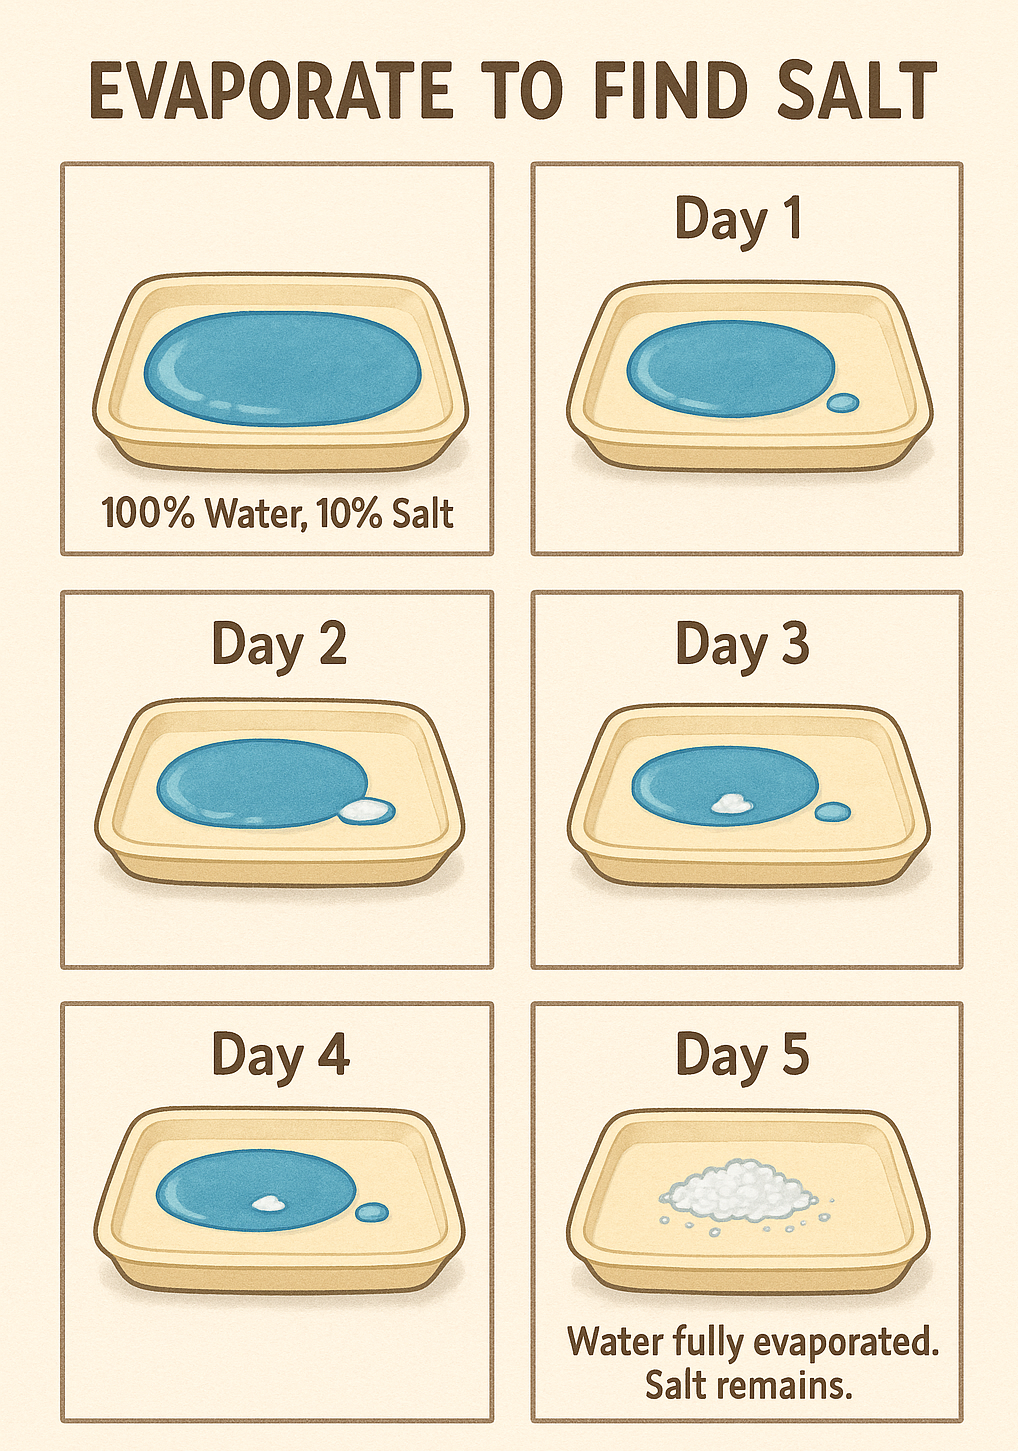 EVAPORATE TO FIND SALT
100% Water, 10% Salt
Day 1
Day 2
Day 3
Day 4
Day 5
Water fully evaporated.
Salt remains.